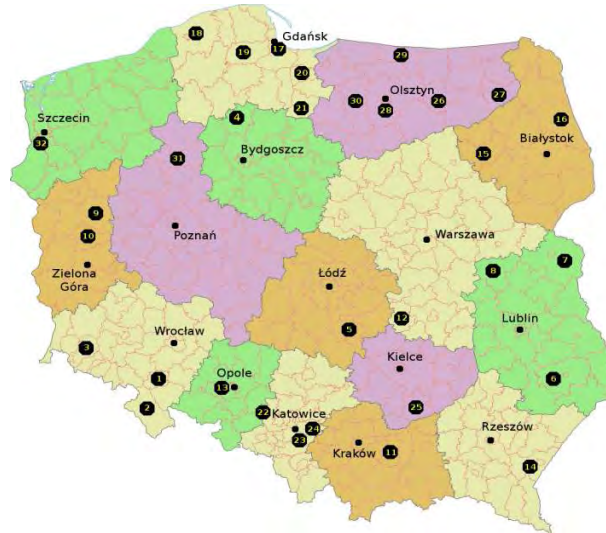 18
Gdańsk
19
17
29
20
Olsztyn
30
28
26
27
21
4
16
Szczecin
32
Bydgoszcz
Białystok
15
31
9
10
Poznań
Warszawa
Zielona
Góra
Łódź
8
7
12
5
Lublin
Wrocław
3
1
2
Kielce
Opole
13
22
6
25
Katowice
24
23
Kraków
11
Rzeszów
14